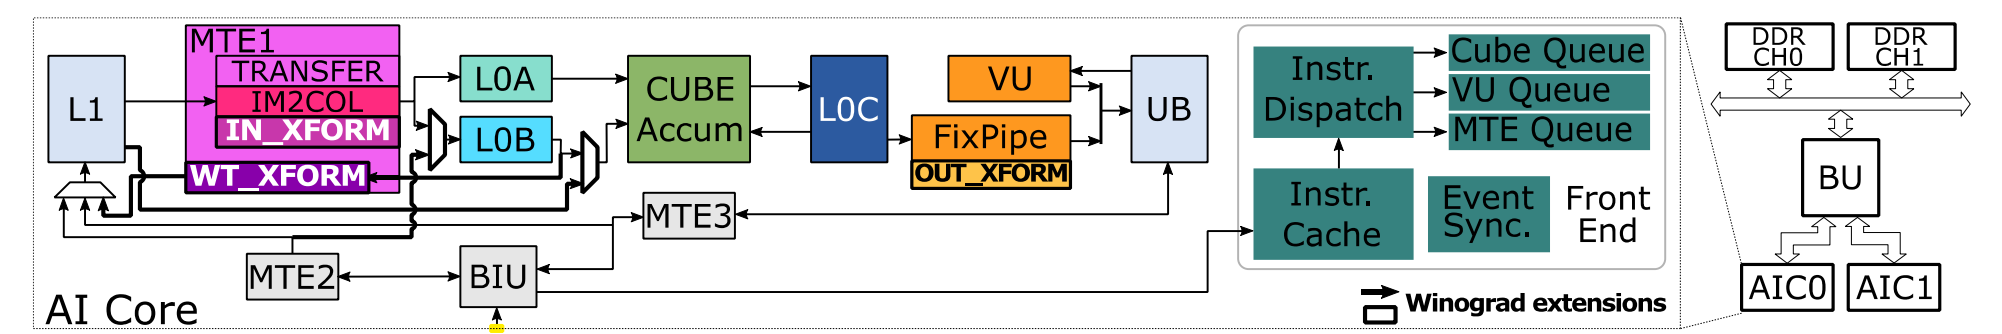 L1
MTE1
TRANSFER
IM2COL
IN_XFORM
WT_XFORM
L0A
L0B
CUBE
Accum
L0C
VU
FixPipe
OUT_XFORM
UB
MTE3
MTE2
BIU
AI Core
Instr.
Dispatch
Cube Queue
VU Queue
MTE Queue
Instr.
Cache
Event
Sync.
Front
End
Winograd extensions
DDR
CH0
DDR
CH1
BU
AIC0
AIC1